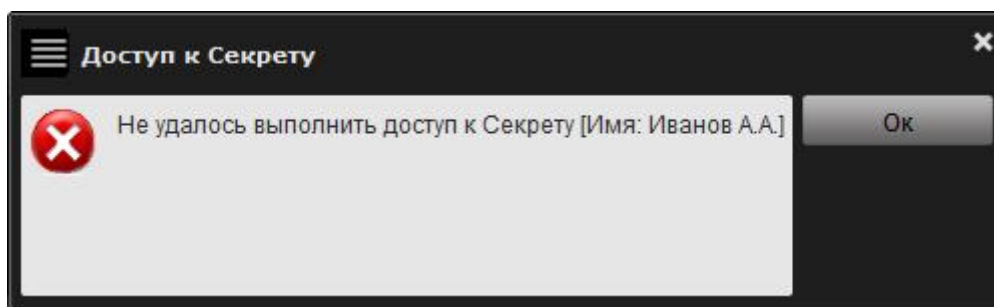 Доступ к Секрету
Не удалось выполнить доступ к Секрету [Имя: Иванов А.А.]
Ок